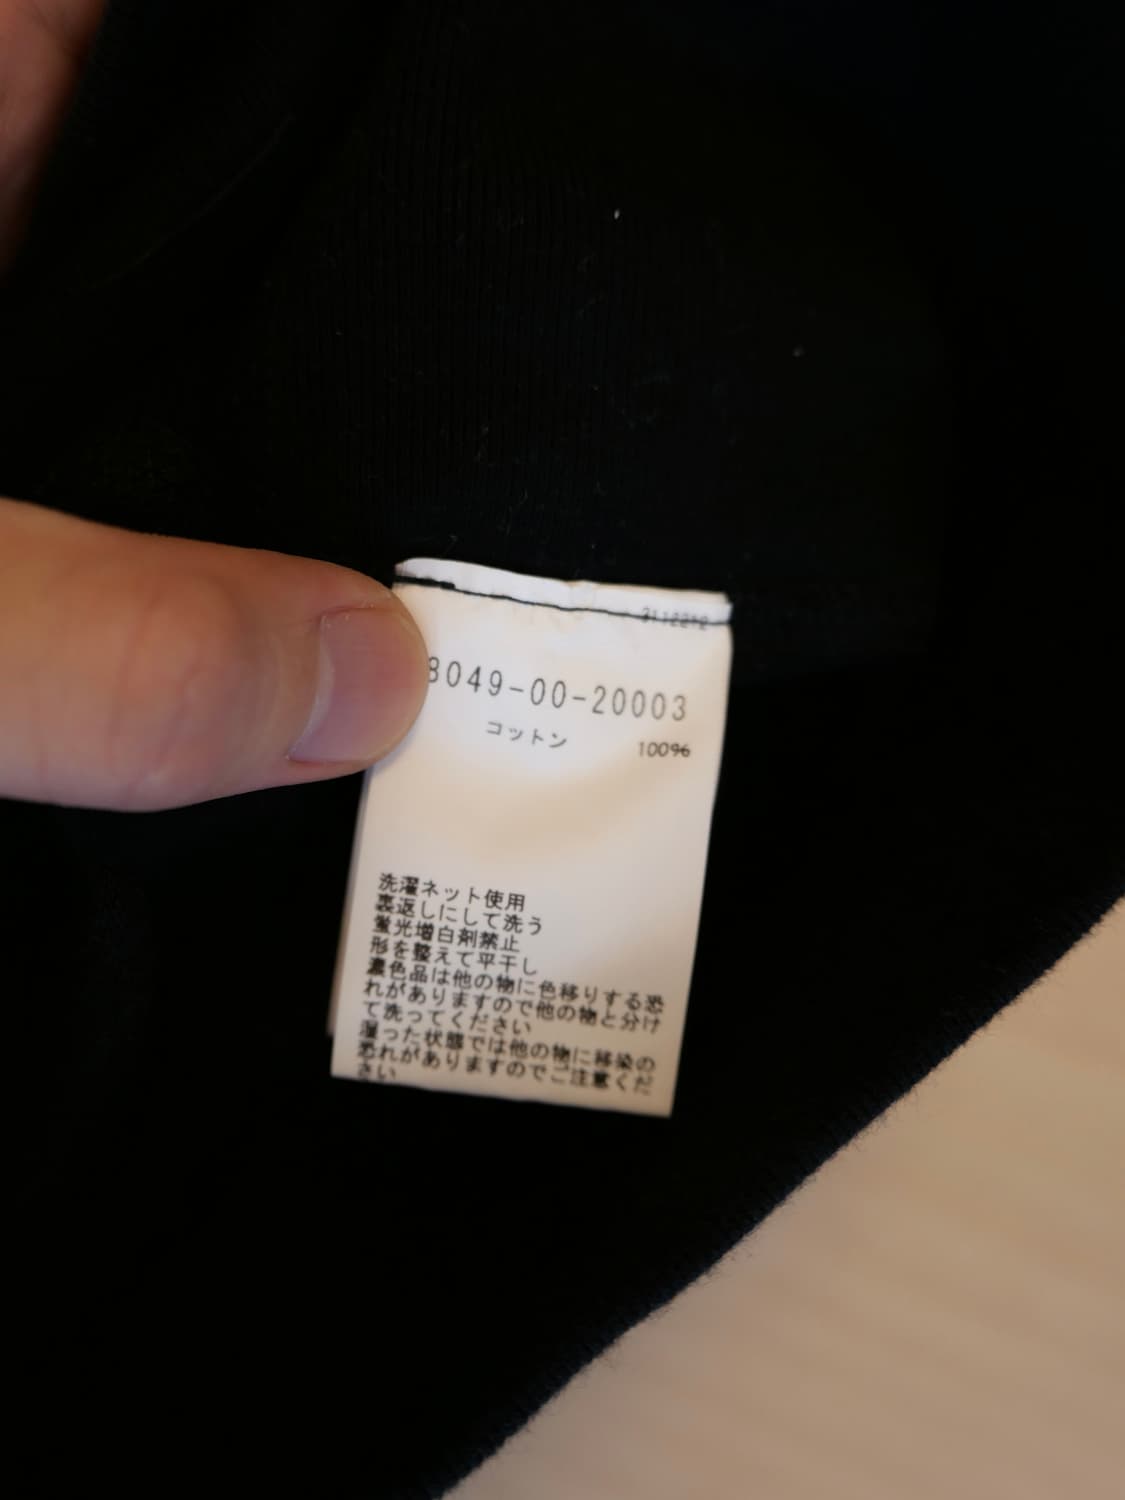 8049-00-20003
コットン 100%
洗濯ネット使用
裏返しにして洗う
蛍光増白剤禁止
形を整えて平干し
濃色品は他の物に色移りする恐
れがありますので他の物と分け
て洗ってください
湿った状態では他の物に移染の
恐れがありますのでご注意くだ
さい